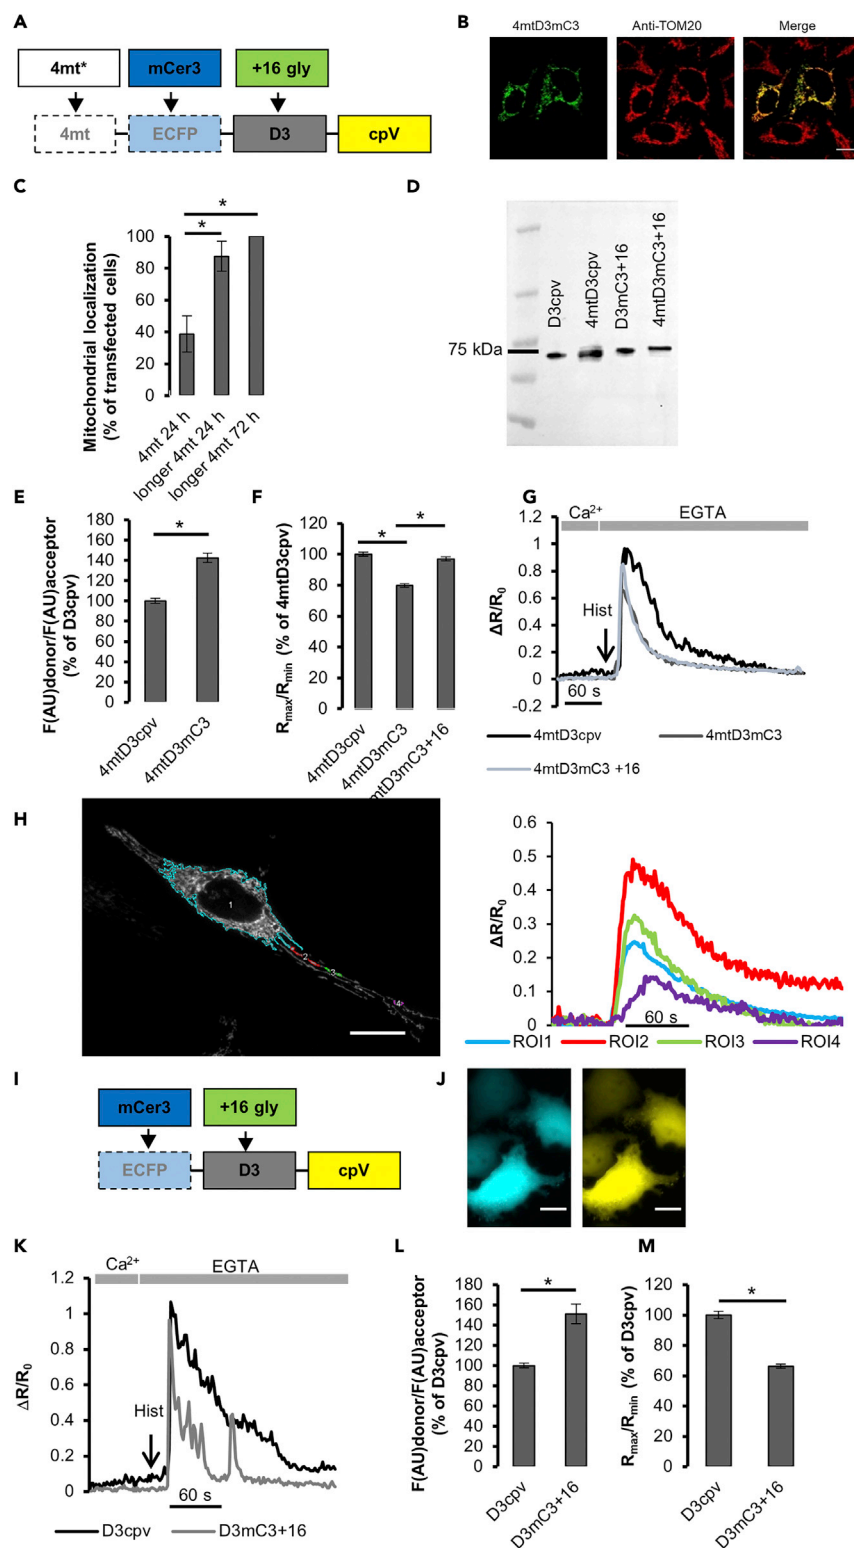 A
4mt*
mCer3
+16 gly
4mt
ECFP
D3
cpV
B
4mtD3mC3
Anti-TOM20
Merge
C
Mitochondrial localization
(% of transfected cells)
100
80
60
40
20
0
*
*
4mt 24 h
longer 4mt 24 h
longer 4mt 72 h
D
D3cpv
4mtD3cpv
D3mC3+16
4mtD3mC3+16
75 kDa
E
F(AU)donor/F(AU)acceptor
(% of D3cpv)
180
160
140
120
100
80
60
40
20
0
*
4mtD3cpv
4mtD3mC3
F
Rmax/Rmin (% of 4mtD3cpv)
120
100
80
60
40
20
0
*
*
4mtD3cpv
4mtD3mC3
mtD3mC3+16
G
Ca2+
EGTA
ΔR/R0
1.2
1
0.8
0.6
0.4
0.2
0
-0.2
Hist
60 s
4mtD3cpv
4mtD3mC3
4mtD3mC3 +16
H
1
2
3
4
ΔR/R0
0.6
0.5
0.4
0.3
0.2
0.1
0
60 s
ROI1
ROI2
ROI3
ROI4
I
mCer3
+16 gly
ECFP
D3
cpV
J
K
Ca2+
EGTA
ΔR/R0
1.2
1
0.8
0.6
0.4
0.2
0
Hist
60 s
D3cpv
D3mC3+16
L
F(AU)donor/F(AU)acceptor
(% of D3cpv)
180
160
140
120
100
80
60
40
20
0
*
D3cpv
D3mC3+16
M
Rmax/Rmin (% of D3cpv)
120
100
80
60
40
20
0
*
D3cpv
D3mC3+16